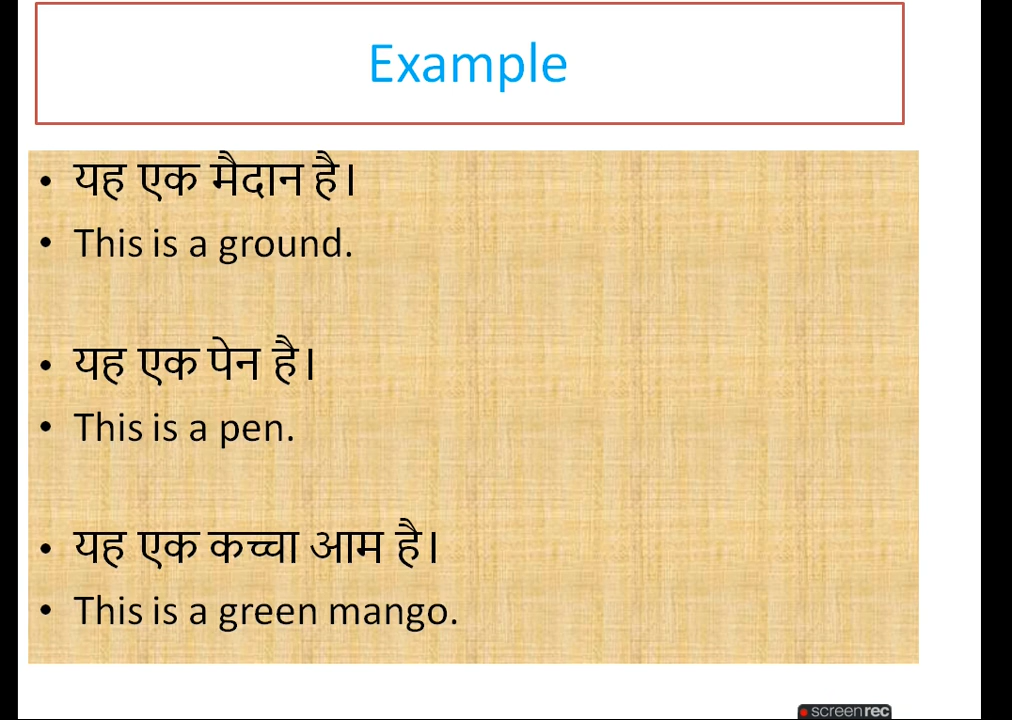 Example
• यह एक मैदान है।
• This is a ground.
• यह एक पेन है।
• This is a pen.
• यह एक कच्चा आम है।
• This is a green mango.
screenrec